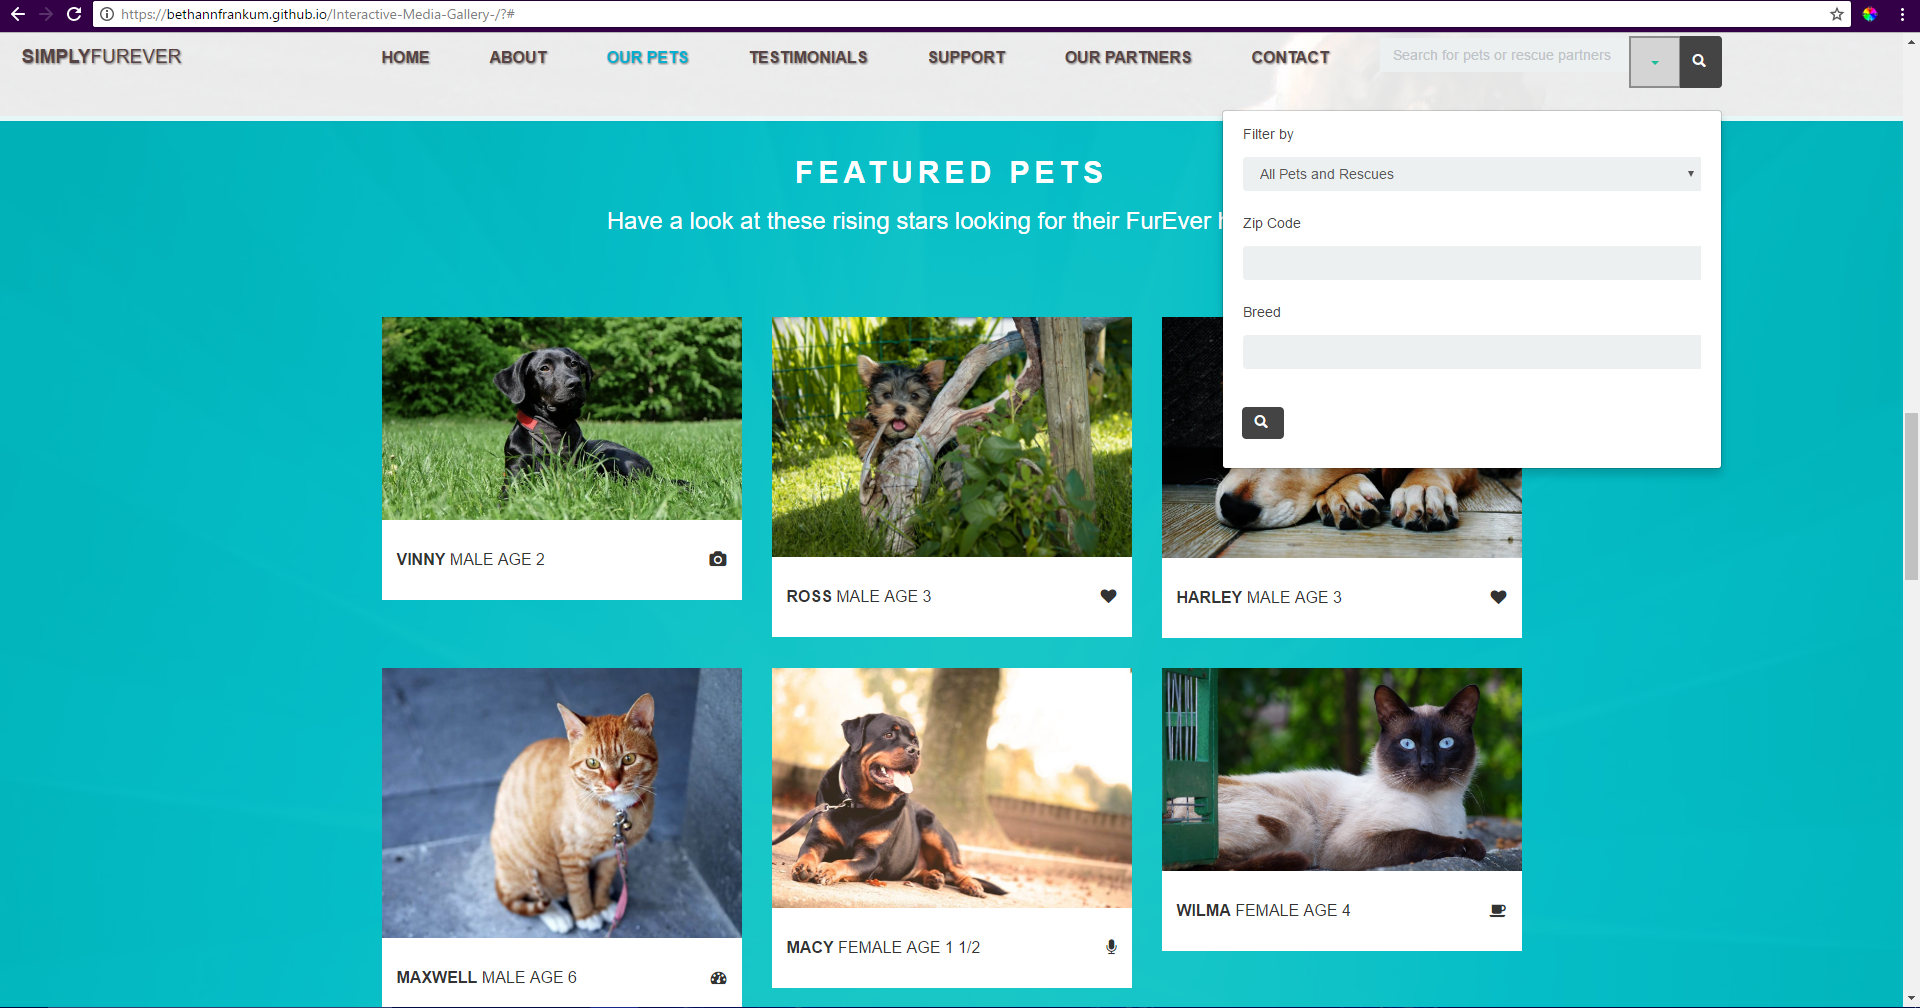 https://bethannfrankum.github.io/Interactive-Media-Gallery-/?#
SIMPLYFUREVER
HOME ABOUT OUR PETS TESTIMONIALS SUPPORT OUR PARTNERS CONTACT
Search for pets or rescue partners
Filter by
All Pets and Rescues
Zip Code
Breed
FEATURED PETS
Have a look at these rising stars looking for their FurEver
VINNY MALE AGE 2
ROSS MALE AGE 3
HARLEY MALE AGE 3
MAXWELL MALE AGE 6
MACY FEMALE AGE 1 1/2
WILMA FEMALE AGE 4